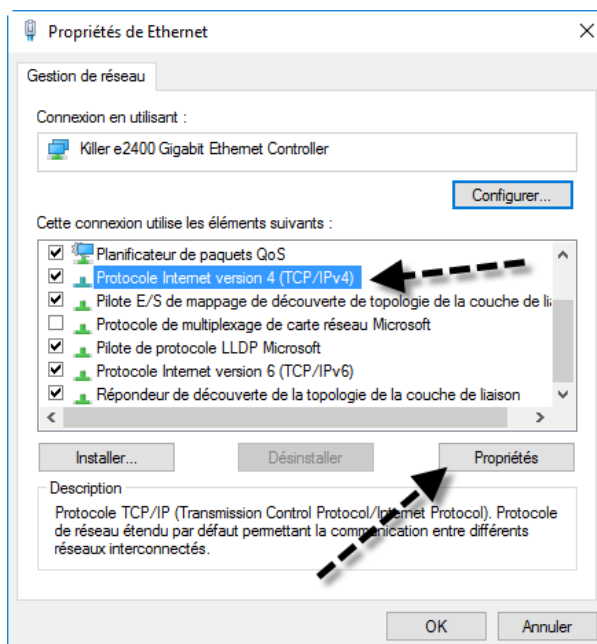 Propriétés de Ethernet
Gestion de réseau
Connexion en utilisant :
Killer e2400 Gigabit Ethernet Controller
Configurer...
Cette connexion utilise les éléments suivants :
Planificateur de paquets QoS
Protocole Internet version 4 (TCP/IPv4)
Pilote E/S de mappage de découverte de topologie de la couche de
Protocole de multiplexage de carte réseau Microsoft
Pilote de protocole LLDP Microsoft
Protocole Internet version 6 (TCP/IPv6)
Répondeur de découverte de la topologie de la couche de liaison
Installer... Désinstaller Propriétés
Description
Protocole TCP/IP (Transmission Control Protocol/Internet Protocol). Protocole
de réseau étendu par défaut permettant la communication entre différents
réseaux interconnectés.
OK Annuler